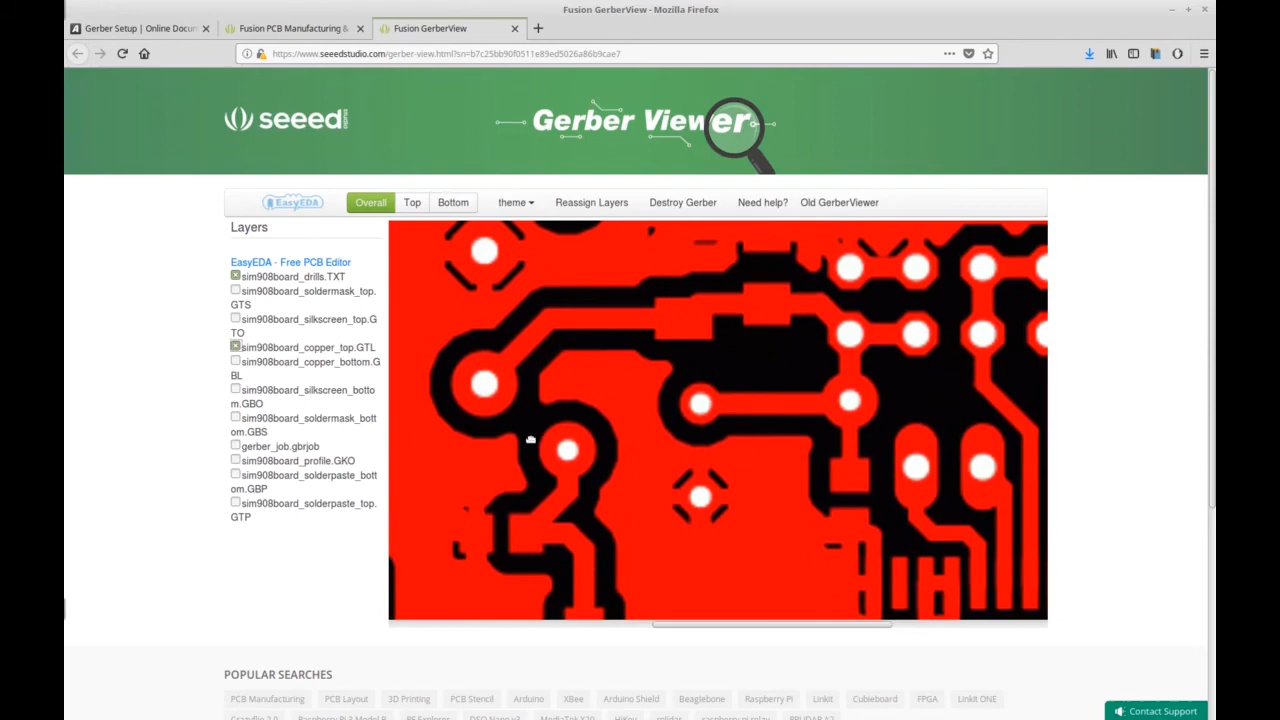 Fusion GerberView - Mozilla Firefox
Gerber Setup | Online Docum
Fusion PCB Manufacturing &
Fusion GerberView
https://www.seeedstudio.com/gerber-view.html?sn=b7c25bb90f0511e89ed5026a86b9cae7
seeed studio
Gerber Viewer
EasyEDA
Overall
Top
Bottom
theme
Reassign Layers
Destroy Gerber
Need help?
Old GerberViewer
Layers
EasyEDA - Free PCB Editor
sim908board_drills.TXT
sim908board_soldermask_top.
GTS
sim908board_silkscreen_top.G
TO
sim908board_copper_top.GTL
sim908board_copper_bottom.G
BL
sim908board_silkscreen_botto
m.GBO
sim908board_soldermask_bott
om.GBS
gerber_job.gbrjob
sim908board_profile.GKO
sim908board_solderpaste_bott
om.GBP
sim908board_solderpaste_top.
GTP
POPULAR SEARCHES
PCB Manufacturing
PCB Layout
3D Printing
PCB Stencil
Arduino
XBee
Arduino Shield
Beaglebone
Raspberry Pi
Linkit
Cubieboard
FPGA
LinkIt ONE
Contact Support